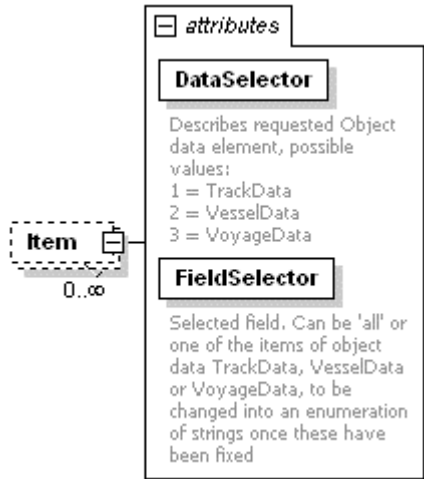 attributes
DataSelector
Describes requested Object
data element, possible
values:
1 = TrackData
2 = VesselData
3 = VoyageData
Item
0..∞
FieldSelector
Selected field. Can be 'all' or
one of the items of object
data TrackData, VesselData
or VoyageData, to be
changed into an enumeration
of strings once these have
been fixed